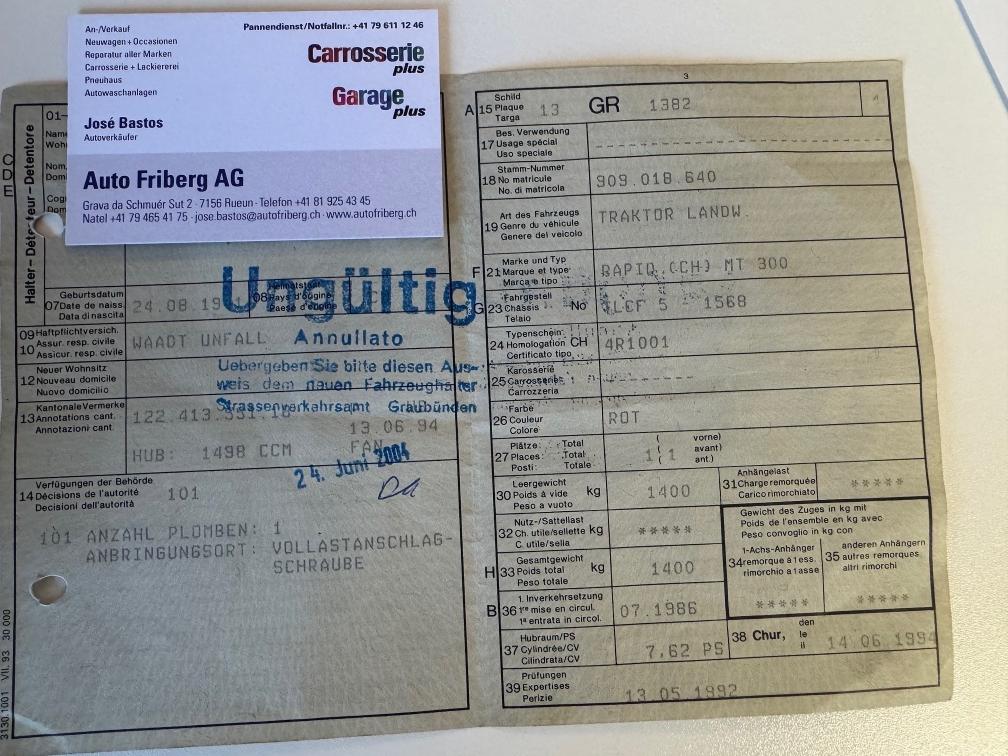 An-/Verkauf
Neuwagen + Occasionen
Reparatur aller Marken
Carrosserie + Lackiererei
Pneuhaus
Autowaschanlagen
Pannendienst/Notfallnr.: +41 79 611 12 46
Carrosserie
plus
Garage
plus
José Bastos
Autoverkäufer
Auto Friberg AG
Grava da Schmuér Sut 2 · 7156 Rueun · Telefon +41 81 925 43 45
Natel +41 79 465 41 75 · jose.bastos@autofriberg.ch · www.autofriberg.ch
C
D
E
Halter – Détenteur – Detentore
01-
Nom
Cogn
07 Geburtsdatum
Date de naiss.
Data di nascita
24.08.19
08 Heimatstaat
Pays d'origine
Ungültig
09 Haftpflichtversich.
10 Assur. resp. civile
Assicur. resp. civile
WAADT UNFALL
Annullato
Uebergeben Sie bitte diesen Aus-
weis dem neuen Fahrzeughalter
Strassenverkehrsamt Graubünden
12 Neuer Wohnsitz
Nouveau domicile
Nuovo domicilio
13 Kantonale Vermerke
Annotations cant.
Annotazioni cant.
122.413.
13.06.94
HUB: 1498 CCM
FAN
24. Juni 2004
14 Verfügungen der Behörde
Décisions de l'autorité
Decisioni dell'autorità
101
101 ANZAHL PLOMBEN: 1
ANBRINGUNGSORT: VOLLASTANSCHLAG-
SCHRAUBE
3130.1001 VII. 93 30 000
3
A 15 Schild
Plaque
Targa
13 GR 1382
17 Bes. Verwendung
Usage spécial
Uso speciale
18 Stamm-Nummer
No matricule
No. di matricola
909.018.640
19 Art des Fahrzeugs
Genre du véhicule
Genere del veicolo
TRAKTOR LANDW.
F 21 Marke und Typ
Marque et type
Marca e tipo
RAPID (CH) MT 300
G 23 Fahrgestell
Châssis No
Telaio
5 1568
24 Typenschein
Homologation CH
Certificato tipo
4R1001
25 Karosserie
Carrosserie
Carrozzeria
26 Farbe
Couleur
Colore
ROT
27 Plätze: Total
Places: Total
Posti: Totale
1 ( 1
vorne)
avant)
ant.)
30 Leergewicht
Poids à vide kg
Peso a vuoto
1400
31 Anhängelast
Charge remorquée
Carico rimorchiato
*****
32 Nutz-/Sattellast
Ch. utile/sellette kg
C. utile/sella
*****
Gewicht des Zuges in kg mit
Poids de l'ensemble en kg avec
Peso convoglio in kg con
H 33 Gesamtgewicht
Poids total kg
Peso totale
1400
34 1-Achs-Anhänger
remorque à 1 ess.
rimorchio a 1 asse
*****
35 anderen Anhängern
autres remorques
altri rimorchi
*****
B 36 1. Inverkehrsetzung
1re mise en circul.
1a entrata in circol.
07.1986
37 Hubraum/PS
Cylindrée/CV
Cilindrata/CV
7,62 PS
38 Chur,
den
le
il
14.06.1994
39 Prüfungen
Expertises
Perizie
13.05.1992